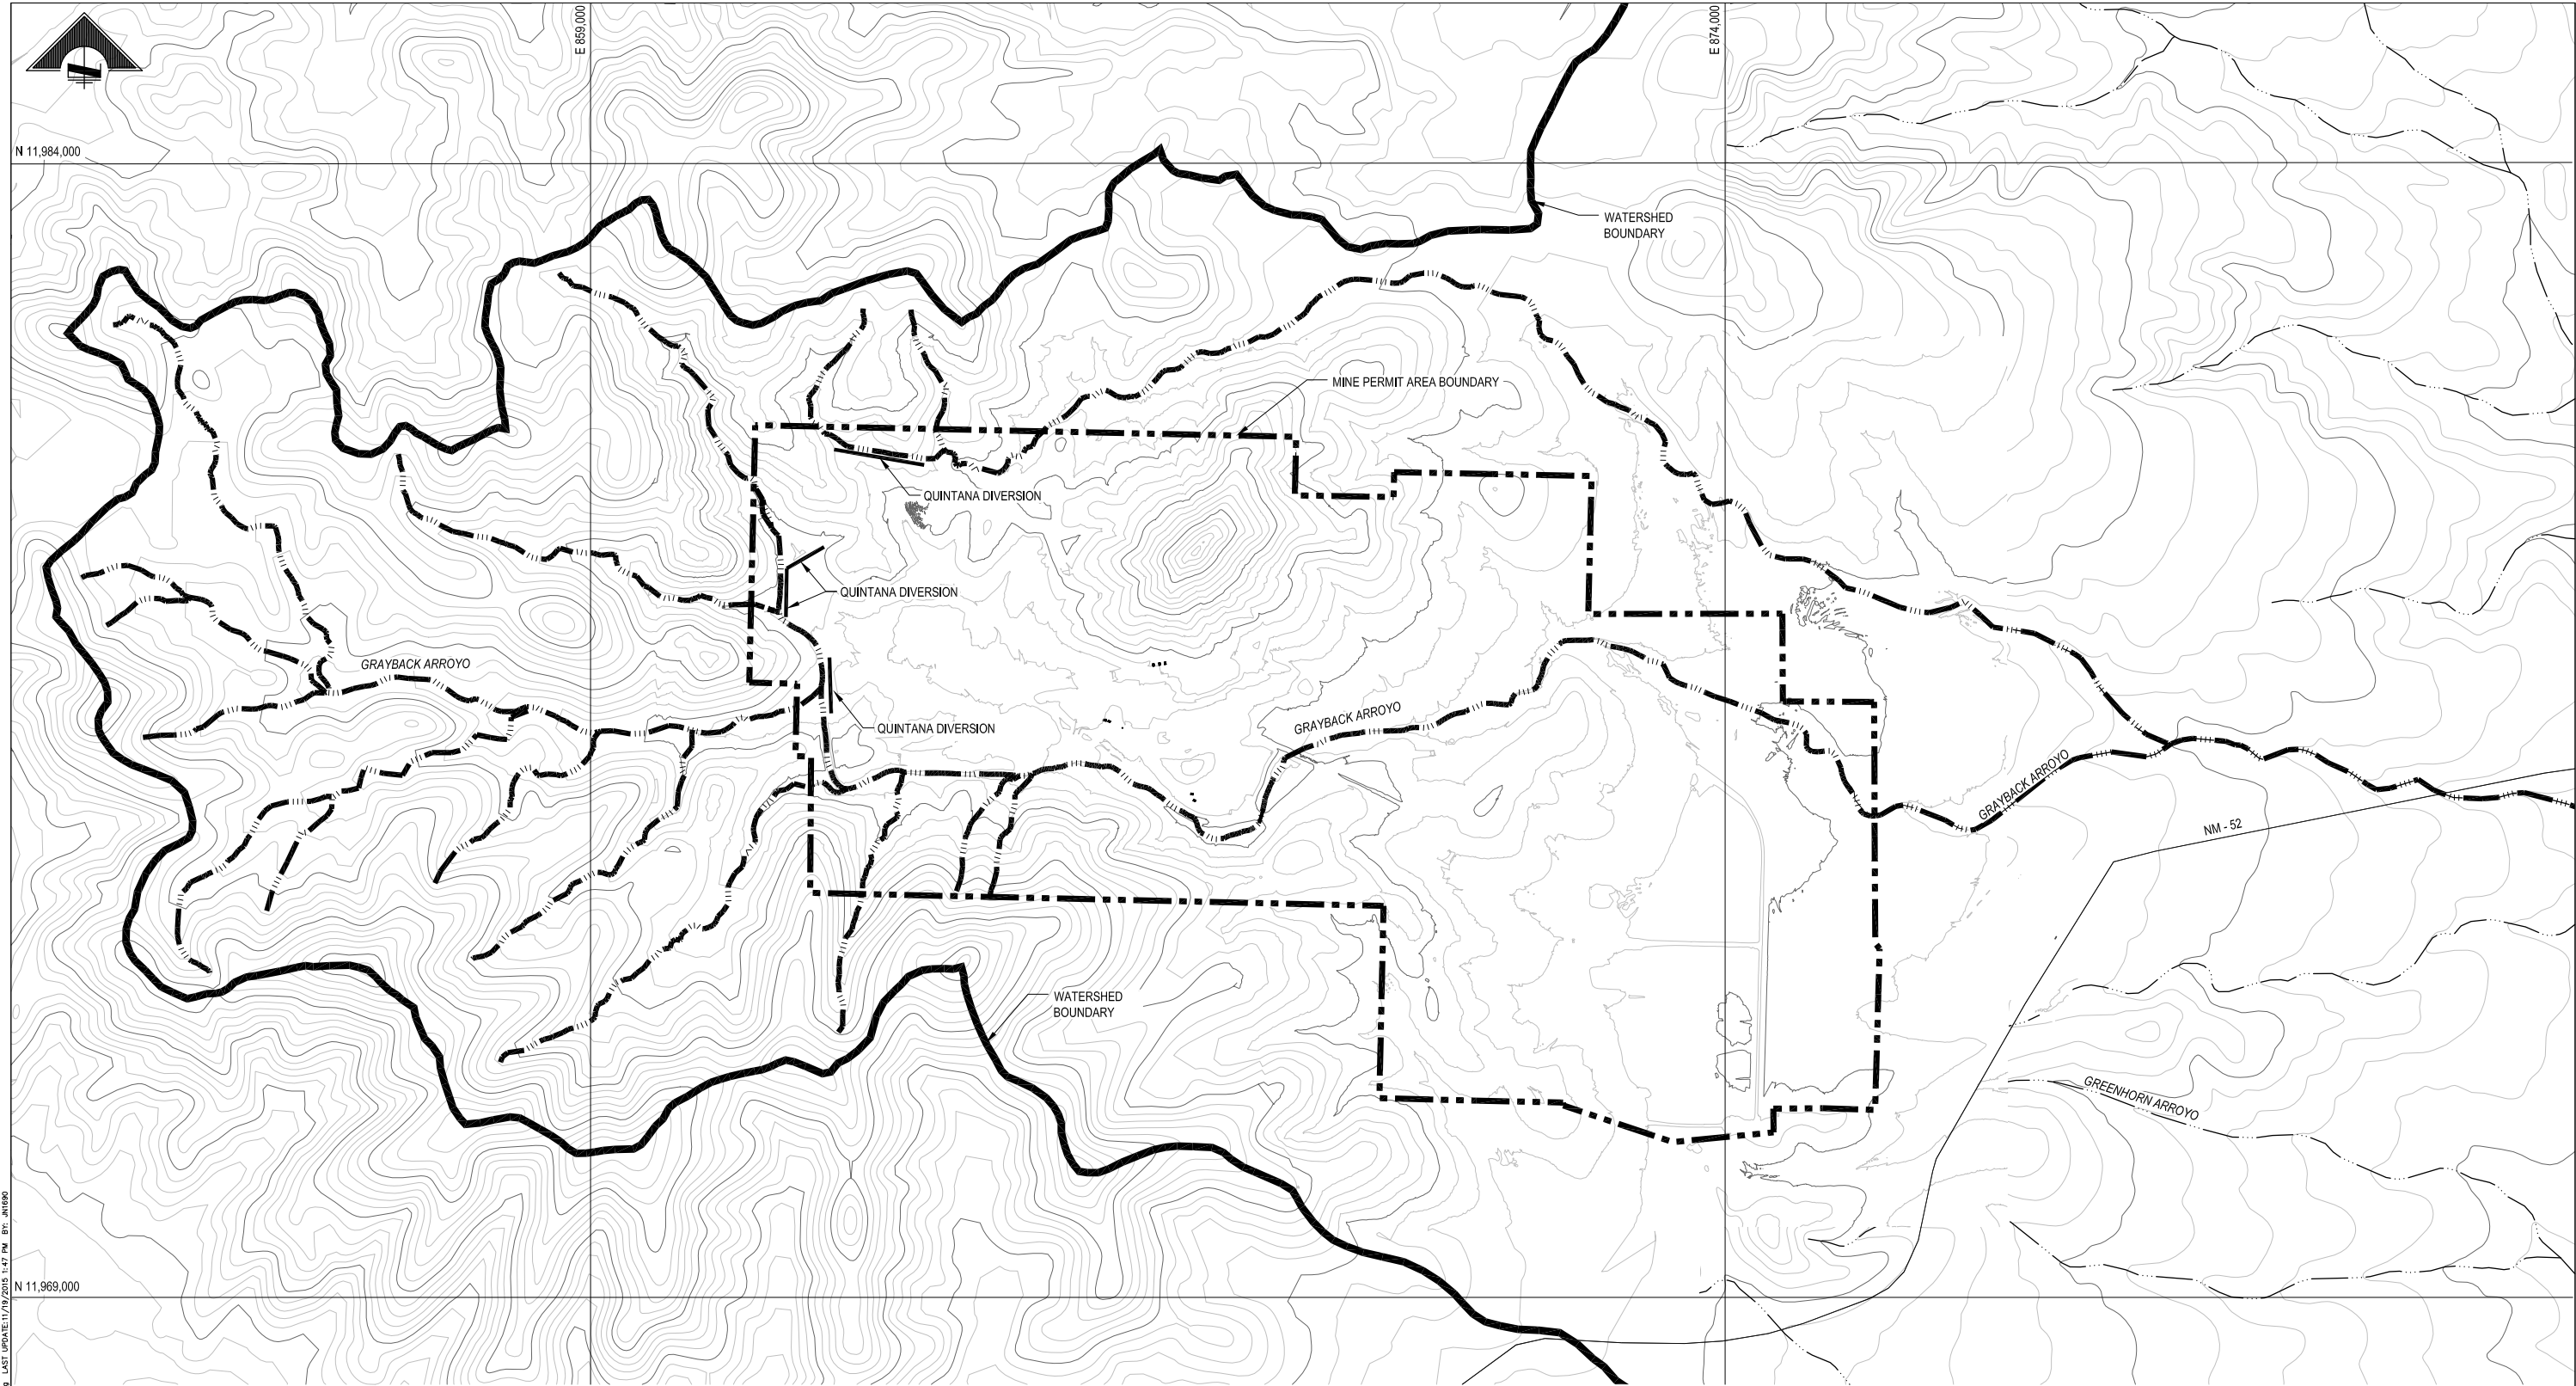 E 859,000
E 874,000
N 11,984,000
WATERSHED
BOUNDARY
MINE PERMIT AREA BOUNDARY
QUINTANA DIVERSION
QUINTANA DIVERSION
GRAYBACK ARROYO
GRAYBACK ARROYO
QUINTANA DIVERSION
GRAYBACK ARROYO
NM - 52
WATERSHED
BOUNDARY
GREENHORN ARROYO
N 11,969,000
LAST UPDATE:11/19/2015 1:47 PM BY: JN1690